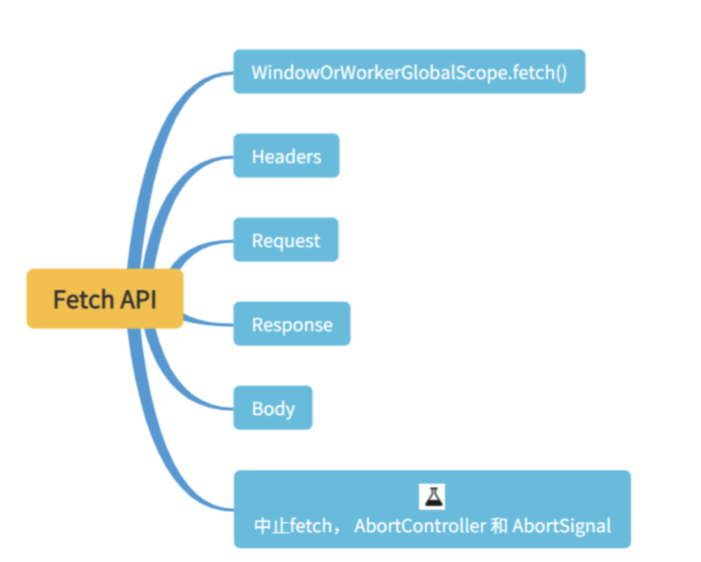 WindowOrWorkerGlobalScope.fetch()
Headers
Request
Fetch API
Response
Body
中止fetch， AbortController 和 AbortSignal